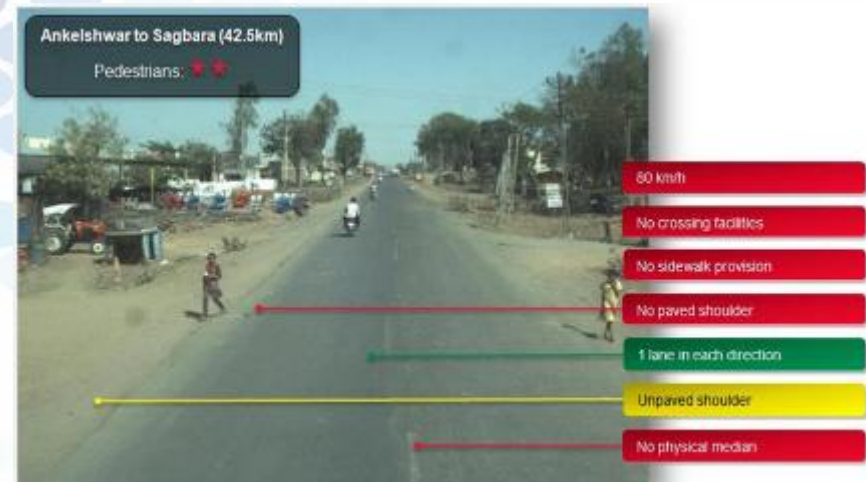 Ankelshwar to Sagbara (42.5km)
Pedestrians: ★★
80 km/h
No crossing facilities
No sidewalk provision
No paved shoulder
1 lane in each direction
Unpaved shoulder
No physical median